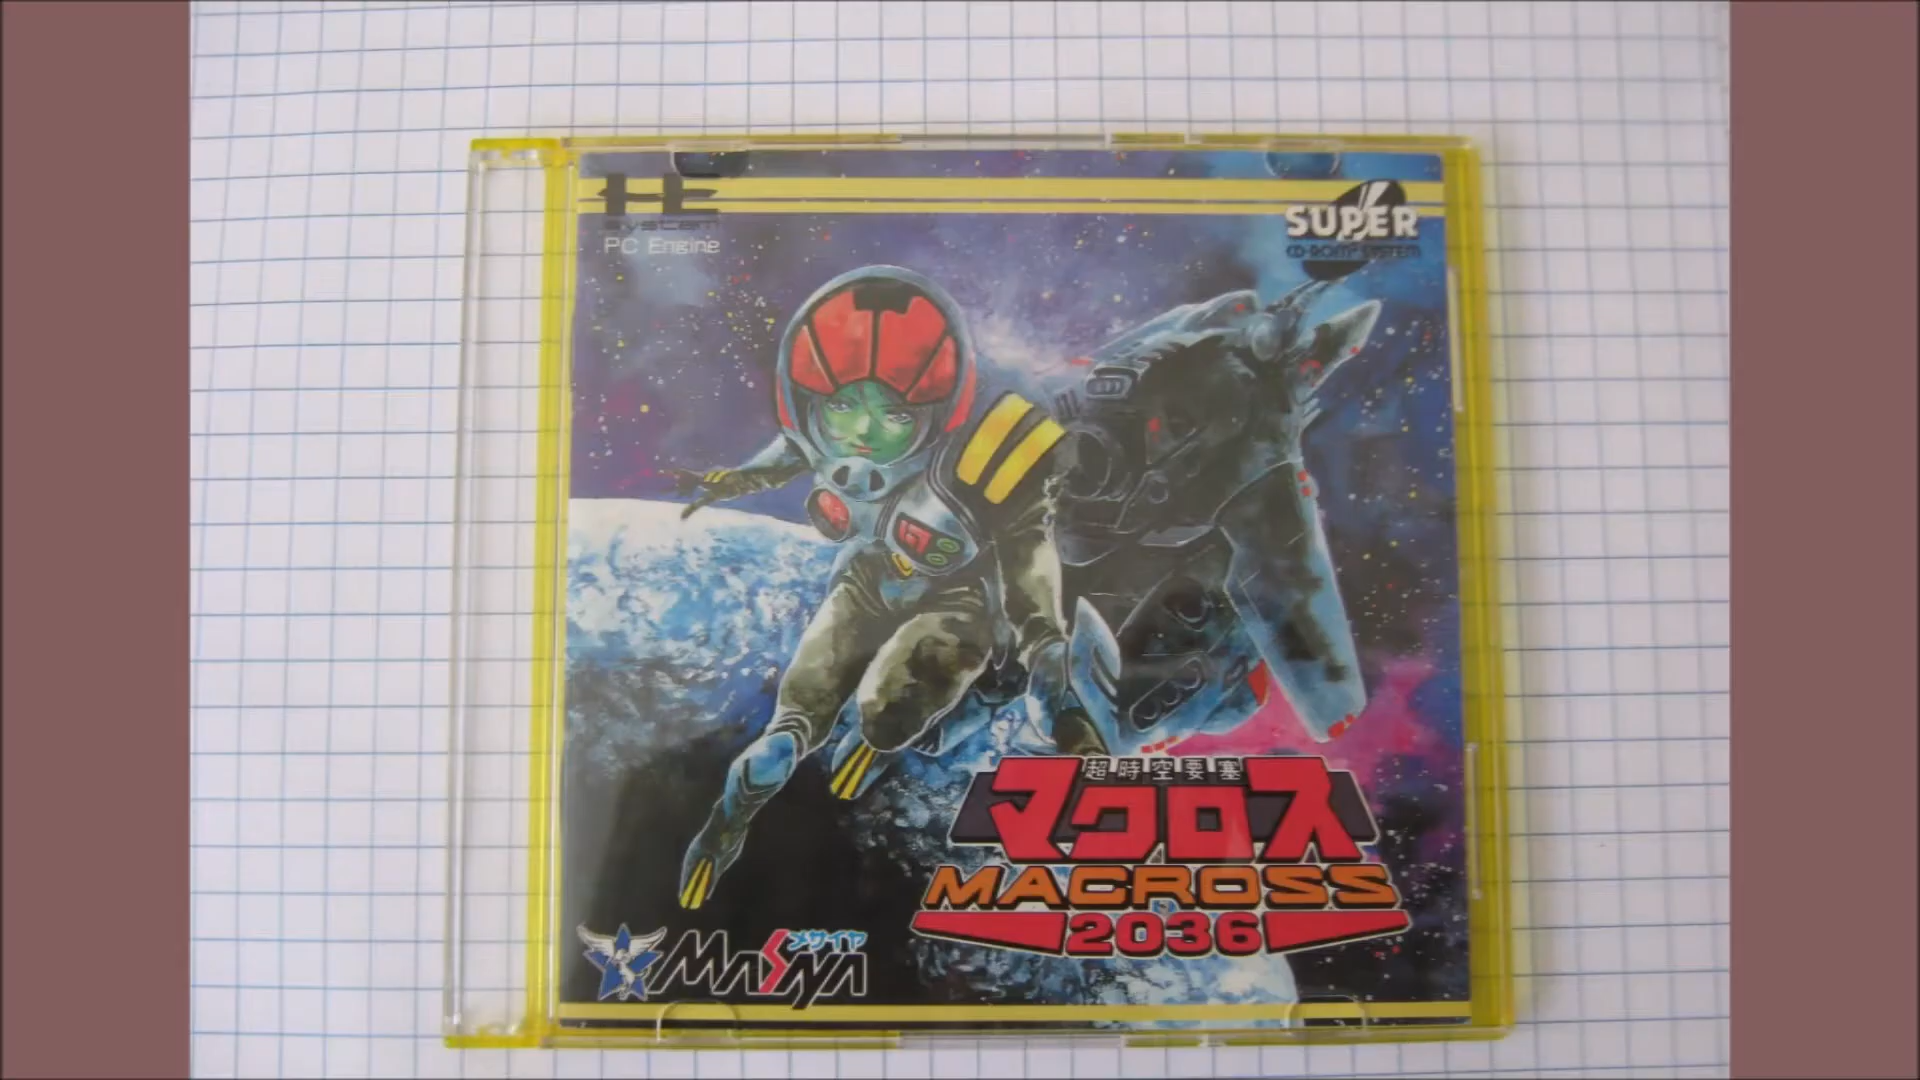 system
PC Engine
SUPER
CD-ROM² SYSTEM
超時空要塞
マクロス
MACROSS
2036
メサイヤ
MASAYA